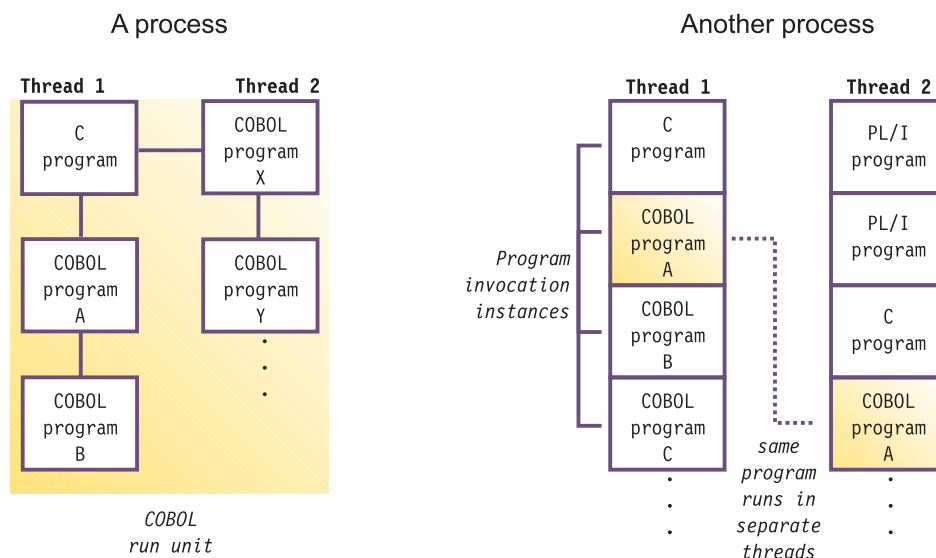 A process
Thread 1
Thread 2
C
program
COBOL
program
X
COBOL
program
A
COBOL
program
Y
.
.
.
COBOL
program
B
COBOL
run unit
Another process
Thread 1
Thread 2
C
program
COBOL
program
A
COBOL
program
B
COBOL
program
C
.
.
.
Program
invocation
instances
PL/I
program
PL/I
program
C
program
COBOL
program
A
.
.
.
same
program
runs in
separate
threads